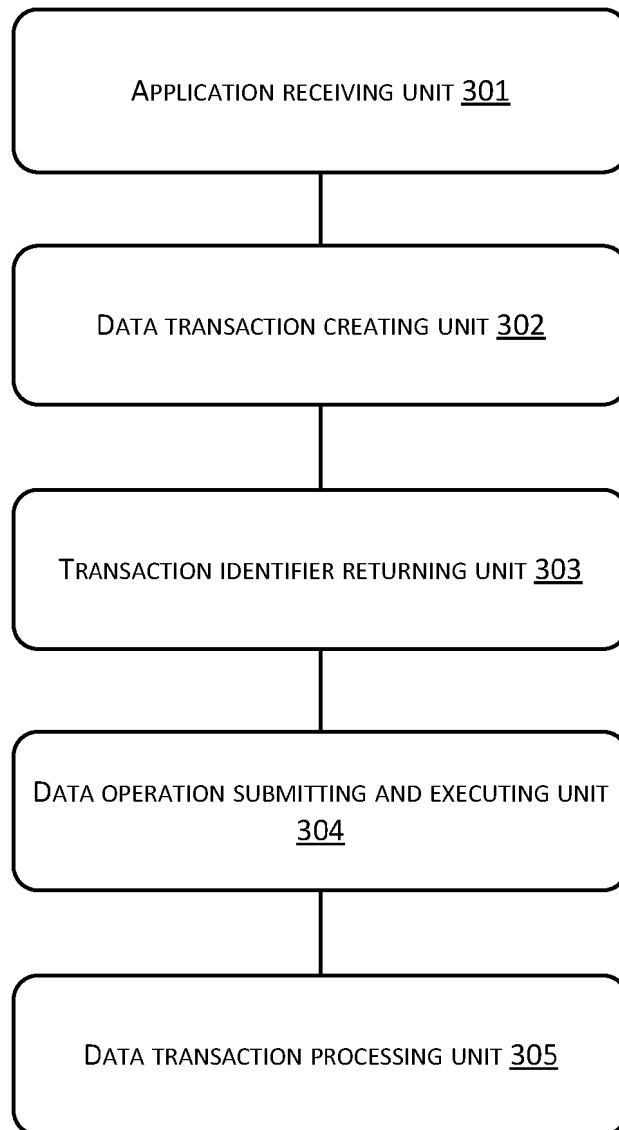 APPLICATION RECEIVING UNIT 301
DATA TRANSACTION CREATING UNIT 302
TRANSACTION IDENTIFIER RETURNING UNIT 303
DATA OPERATION SUBMITTING AND EXECUTING UNIT
304
DATA TRANSACTION PROCESSING UNIT 305